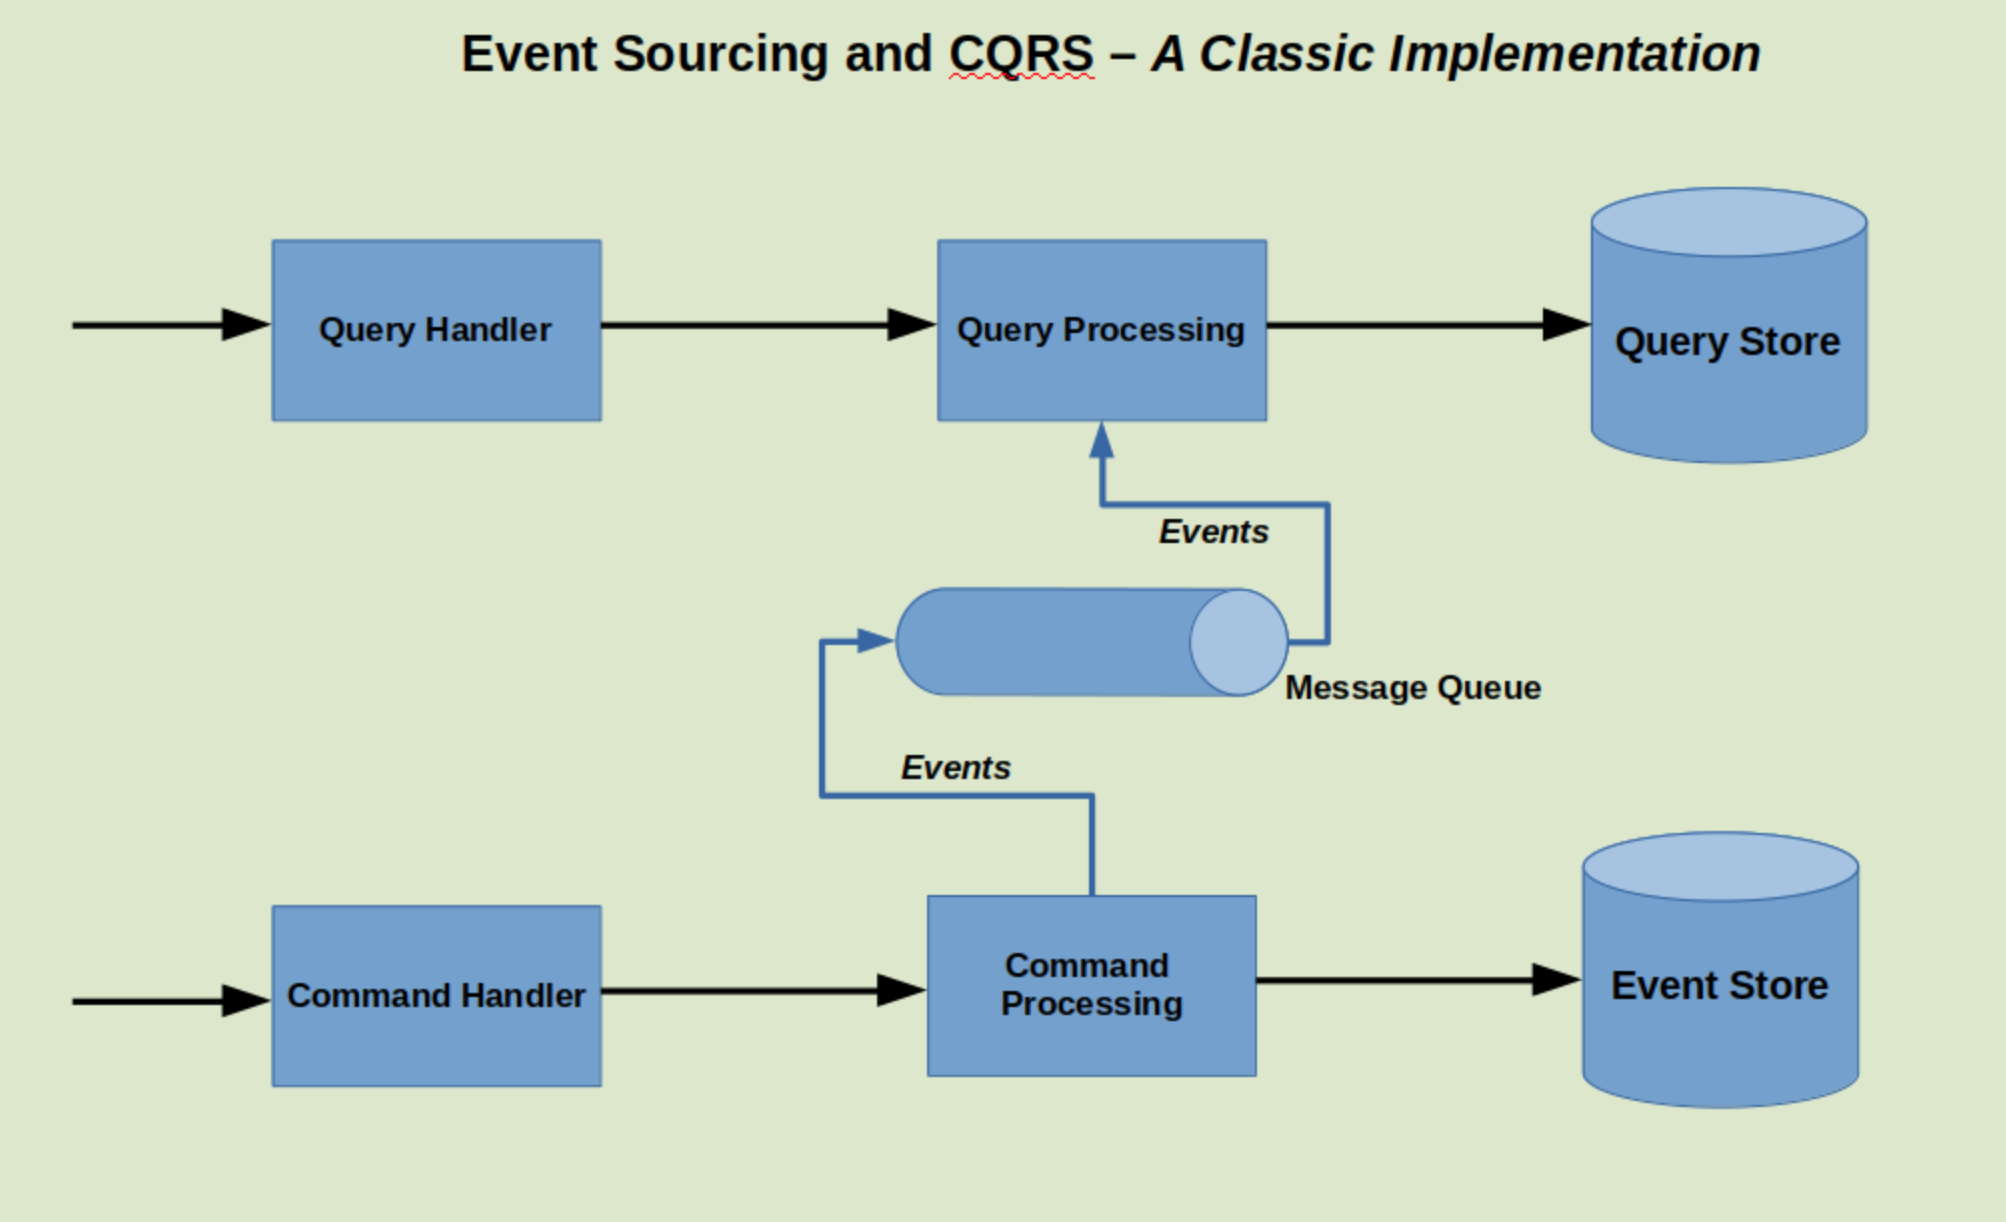 Event Sourcing and CQRS – A Classic Implementation
Query Handler
Query Processing
Query Store
Events
Message Queue
Events
Command Handler
Command
Processing
Event Store